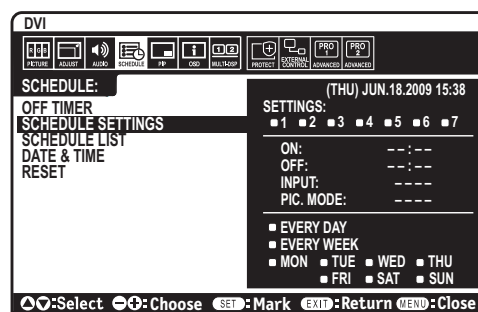 DVI
RGB
PICTURE ADJUST AUDIO SCHEDULE PIP OSD MULTI-DSP PROTECT EXTERNAL CONTROL PRO 1 ADVANCED PRO 2 ADVANCED
SCHEDULE:
OFF TIMER
SCHEDULE SETTINGS
SCHEDULE LIST
DATE & TIME
RESET
(THU) JUN.18.2009 15:38
SETTINGS:
1 2 3 4 5 6 7
ON: --:--
OFF: --:--
INPUT: ----
PIC. MODE: ----
EVERY DAY
EVERY WEEK
MON TUE WED THU
FRI SAT SUN
:Select :Choose SET:Mark EXIT:Return MENU:Close